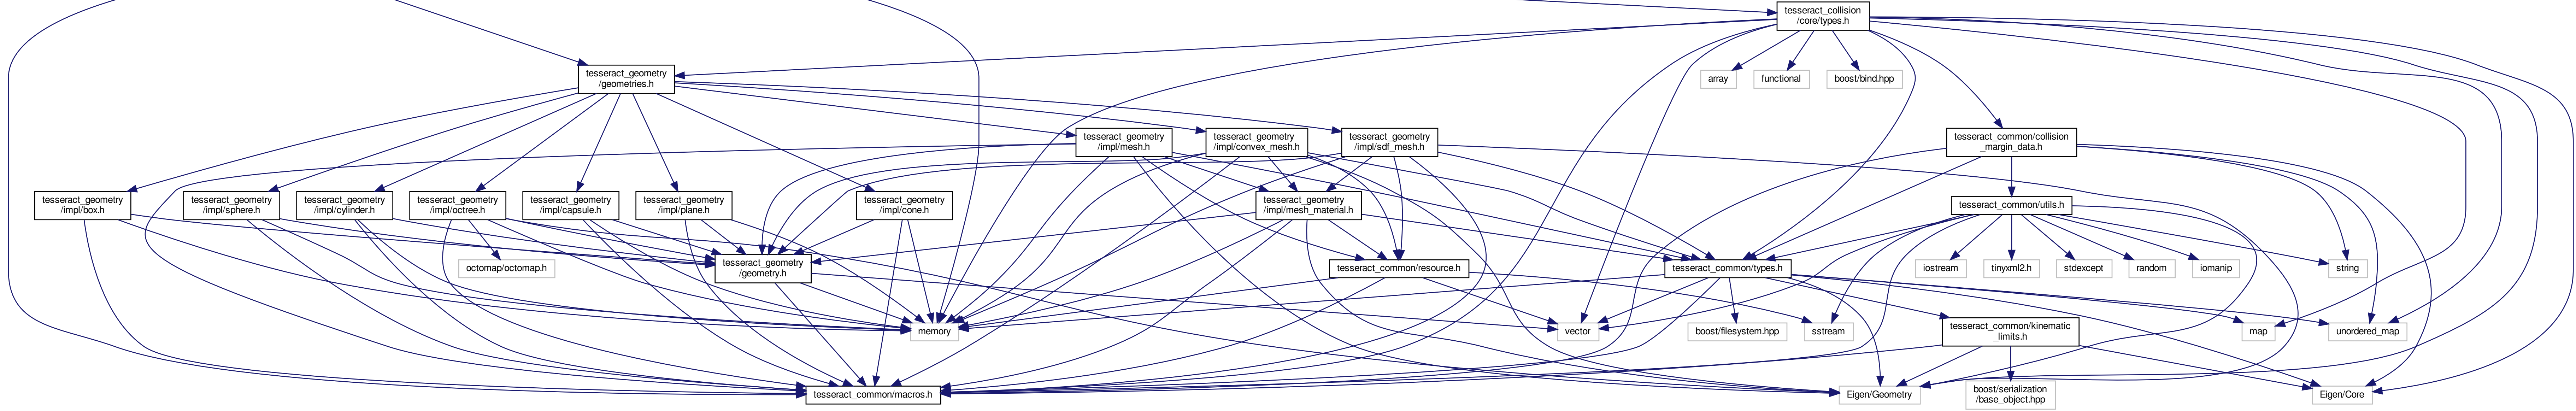 tesseract_collision
/core/types.h
tesseract_geometry
/geometries.h
array
functional
boost/bind.hpp
tesseract_geometry
/impl/mesh.h
tesseract_geometry
/impl/convex_mesh.h
tesseract_geometry
/impl/sdf_mesh.h
tesseract_common/collision
_margin_data.h
tesseract_geometry
/impl/box.h
tesseract_geometry
/impl/sphere.h
tesseract_geometry
/impl/cylinder.h
tesseract_geometry
/impl/octree.h
tesseract_geometry
/impl/capsule.h
tesseract_geometry
/impl/plane.h
tesseract_geometry
/impl/cone.h
tesseract_geometry
/impl/mesh_material.h
tesseract_common/utils.h
octomap/octomap.h
tesseract_geometry
/geometry.h
tesseract_common/resource.h
tesseract_common/types.h
iostream
tinyxml2.h
stdexcept
random
iomanip
string
memory
vector
boost/filesystem.hpp
sstream
tesseract_common/kinematic
_limits.h
map
unordered_map
tesseract_common/macros.h
Eigen/Geometry
boost/serialization
/base_object.hpp
Eigen/Core